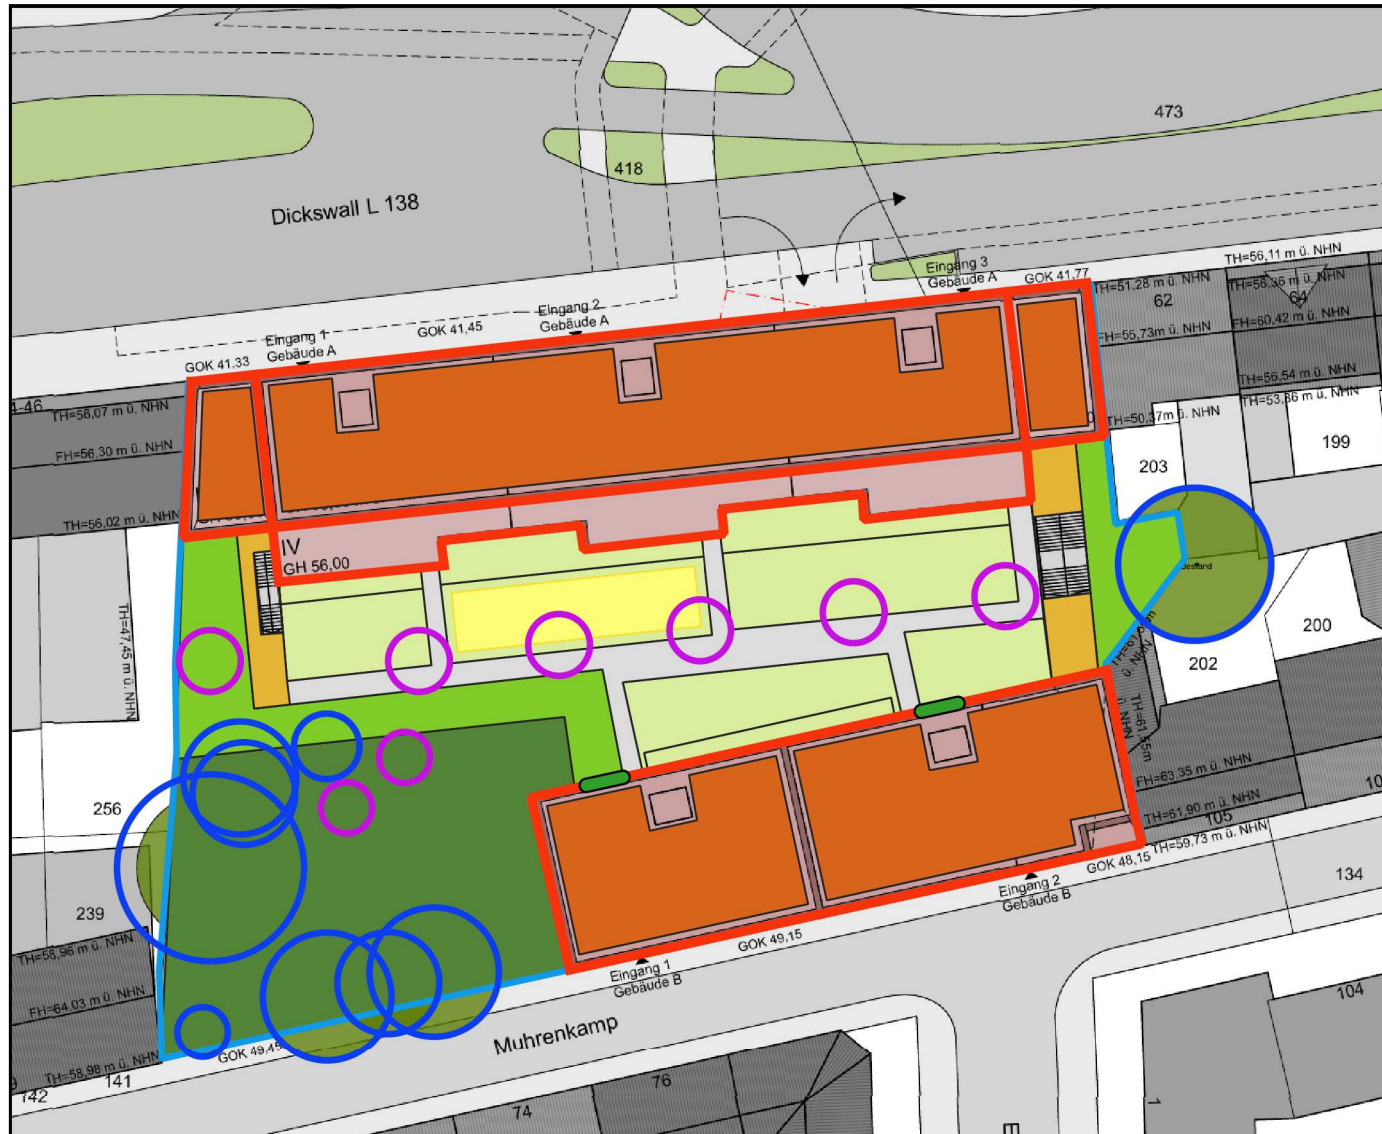 473
418
Dickswall L 138
TH=56,11 m ü. NHN
Eingang 3
Gebäude A
GOK 41,77
TH=51,28 m ü. NHN
62
TH=56,36 m ü. NHN
64
Eingang 2
Gebäude A
GOK 41,45
Eingang 1
Gebäude A
GOK 41,33
FH=55,73m ü. NHN
FH=60,42 m ü. NHN
TH=56,54 m ü. NHN
TH=53,86 m ü. NHN
TH=50,37m ü. NHN
TH=56,07 m ü. NHN
FH=56,30 m ü. NHN
TH=56,02 m ü. NHN
199
203
IV
GH 56,00
Bestand
TH=47,45 m ü. NHN
200
202
TH=61,55m
ü. NHN
FH=63,35 m ü. NHN
TH=61,90 m ü. NHN
105
TH=59,73 m ü. NHN
256
239
GOK 48,15
134
Eingang 2
Gebäude B
GOK 49,15
Eingang 1
Gebäude B
TH=58,96 m ü. NHN
FH=64,03 m ü. NHN
TH=58,98 m ü. NHN
GOK 49,45
Muhrenkamp
104
141
142
76
74
1